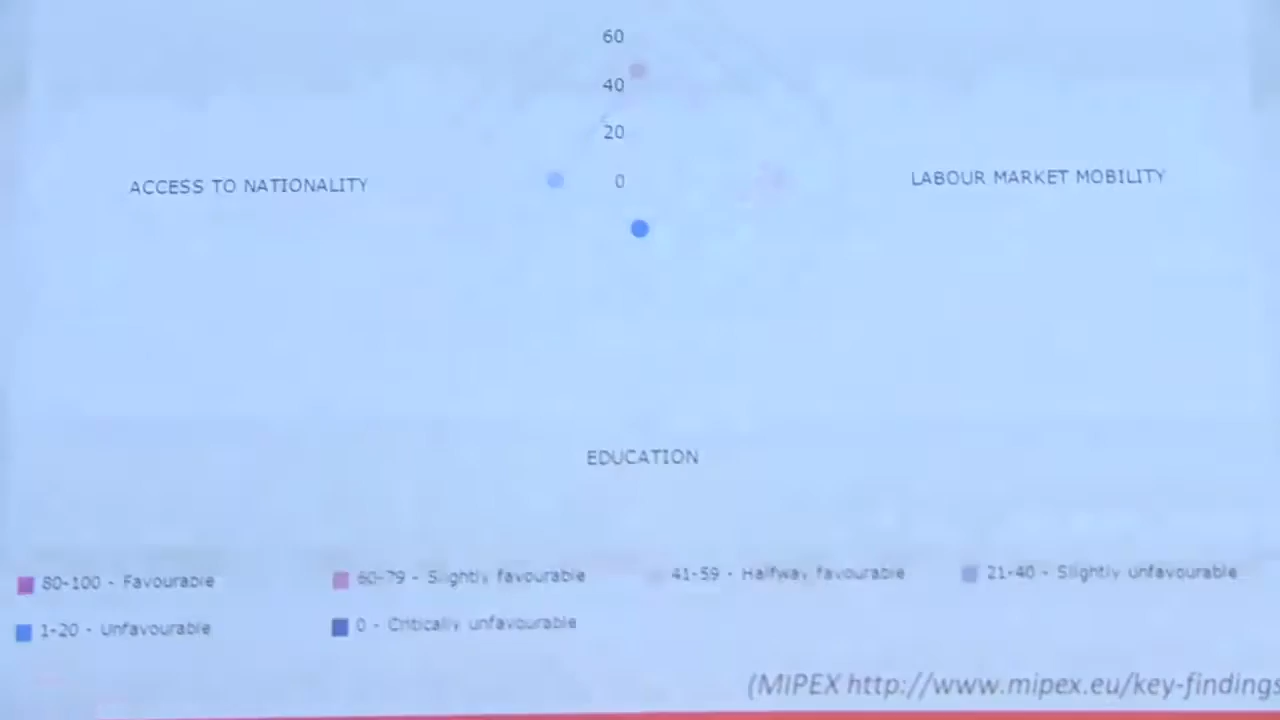 60
40
20
ACCESS TO NATIONALITY
0
LABOUR MARKET MOBILITY
EDUCATION
80-100 - Favourable
60-79 - Slightly favourable
41-59 - Halfway favourable
21-40 - Slightly unfavourable
1-20 - Unfavourable
0 - Critically unfavourable
(MIPEX http://www.mipex.eu/key-findings